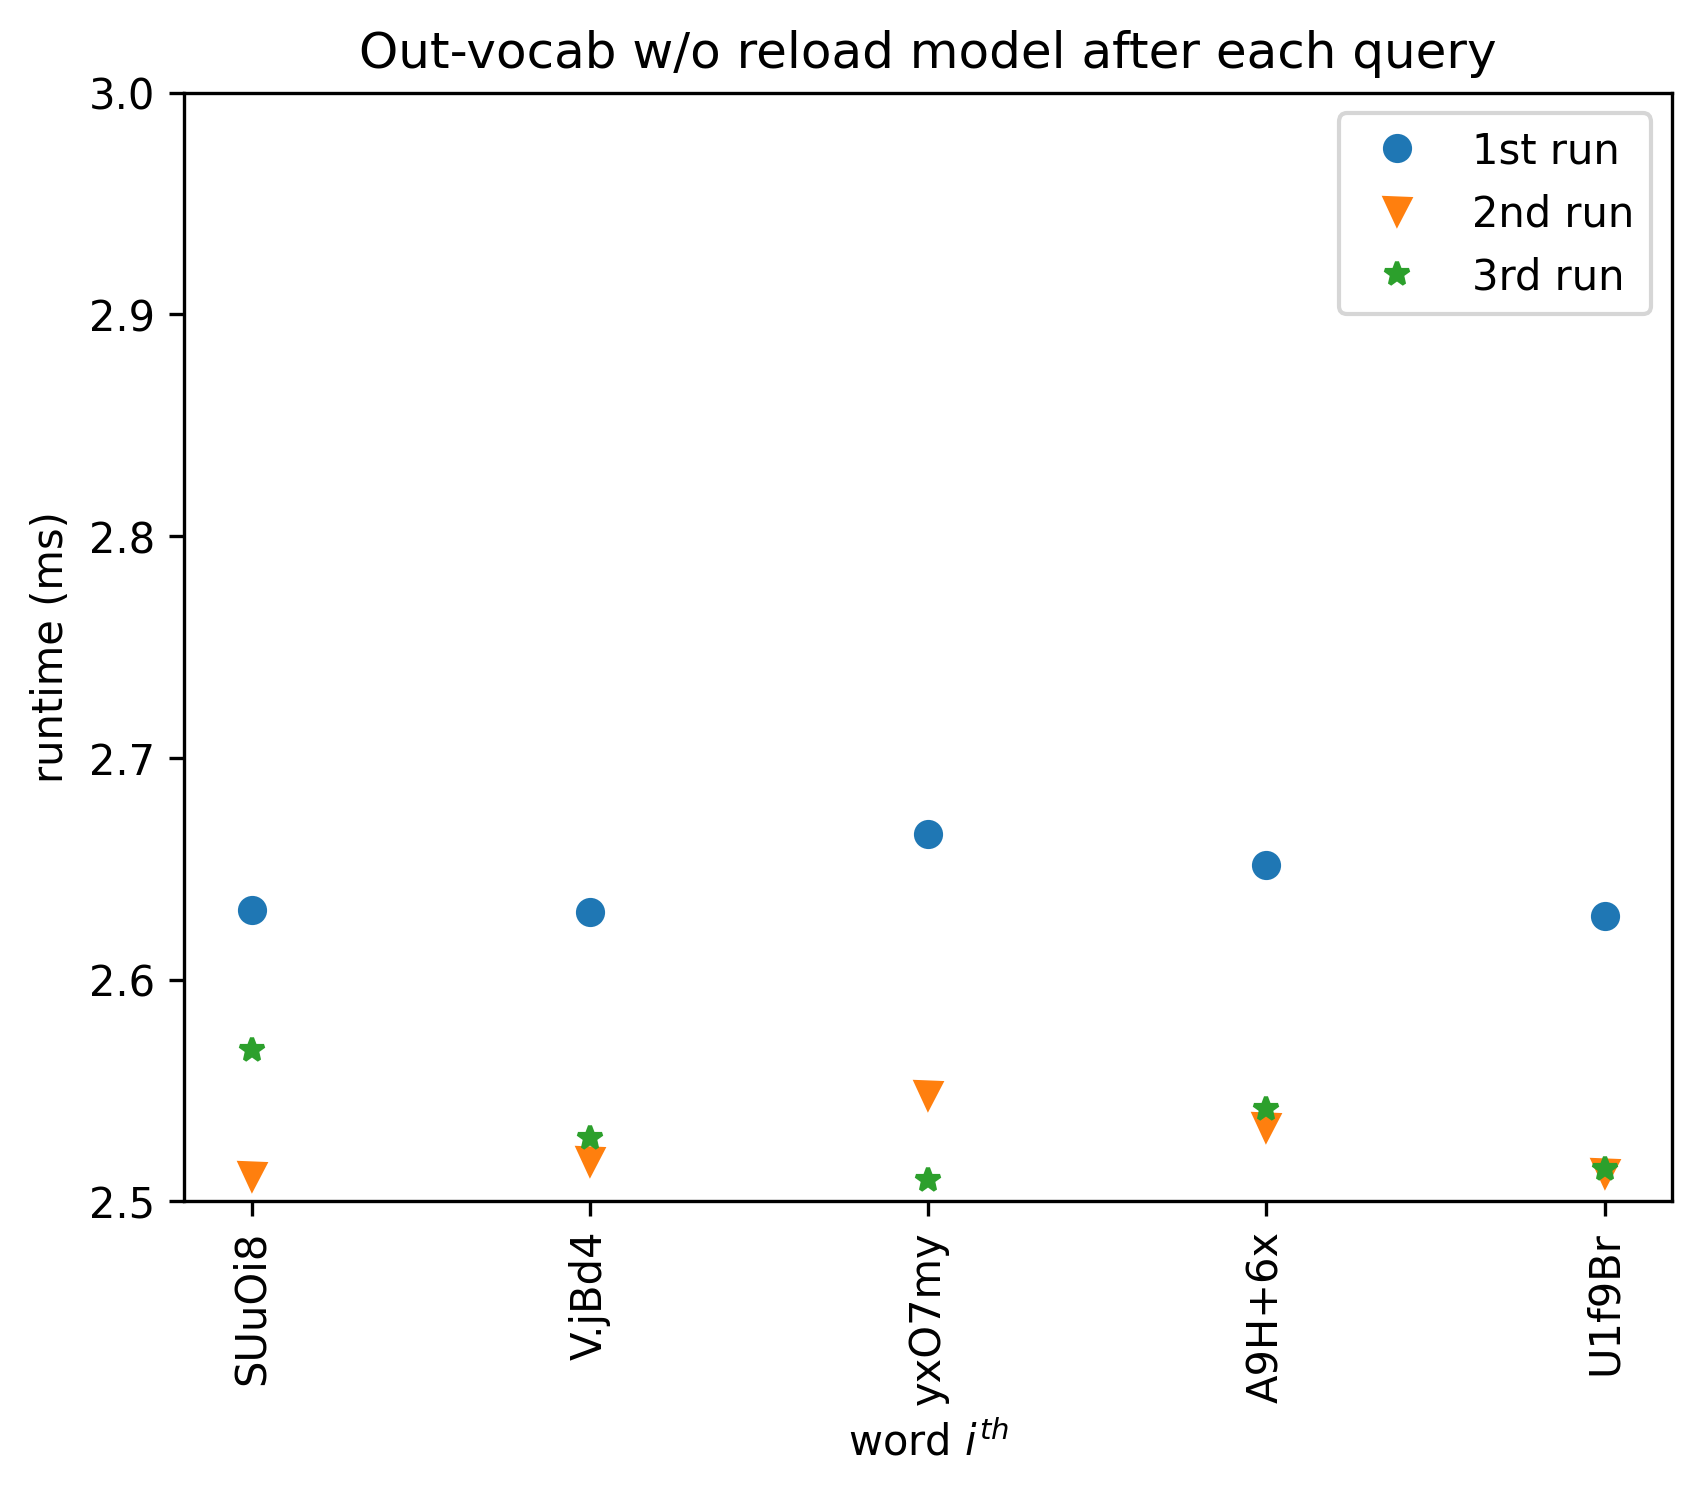 Out-vocab w/o reload model after each query
3.0
2.9
2.8
2.7
2.6
2.5
runtime (ms)
1st run
2nd run
3rd run
SUuOi8
V.jBd4
yxO7my
A9H+6x
U1f9Br
word i^th